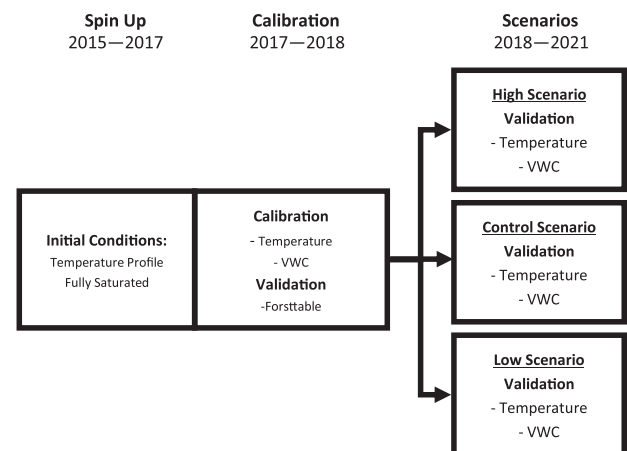 Spin Up
2015—2017
Calibration
2017—2018
Scenarios
2018—2021
Initial Conditions:
Temperature Profile
Fully Saturated
Calibration
- Temperature
- VWC
Validation
-Forsttable
High Scenario
Validation
- Temperature
- VWC
Control Scenario
Validation
- Temperature
- VWC
Low Scenario
Validation
- Temperature
- VWC